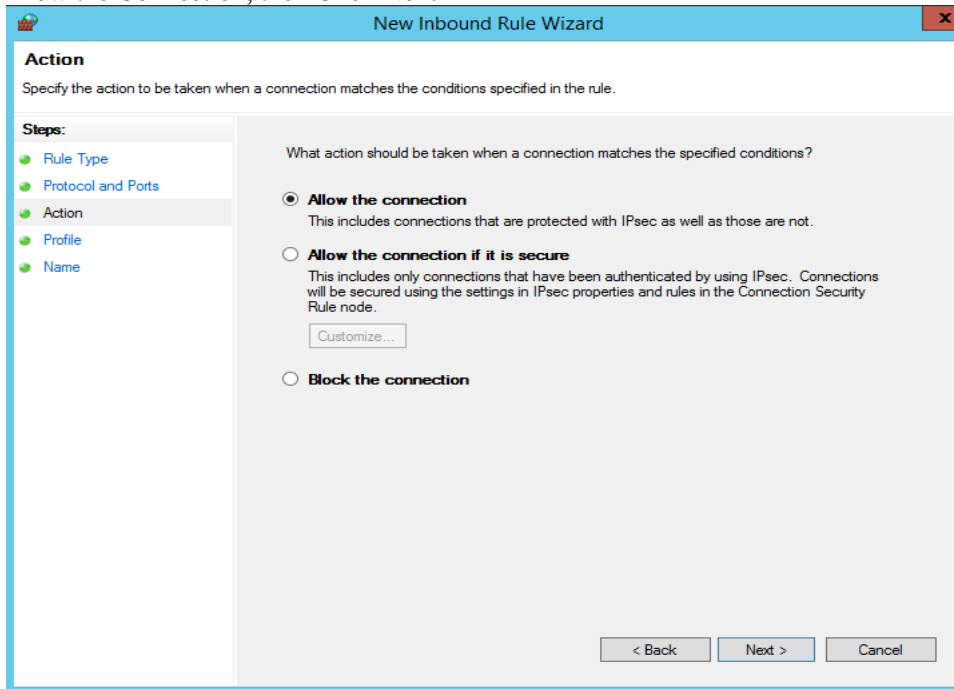 New Inbound Rule Wizard
x
Action
Specify the action to be taken when a connection matches the conditions specified in the rule.
Steps:
Rule Type
Protocol and Ports
Action
Profile
Name
What action should be taken when a connection matches the specified conditions?
Allow the connection
This includes connections that are protected with IPsec as well as those are not.
Allow the connection if it is secure
This includes only connections that have been authenticated by using IPsec. Connections
will be secured using the settings in IPsec properties and rules in the Connection Security
Rule node.
Customize...
Block the connection
< Back
Next >
Cancel